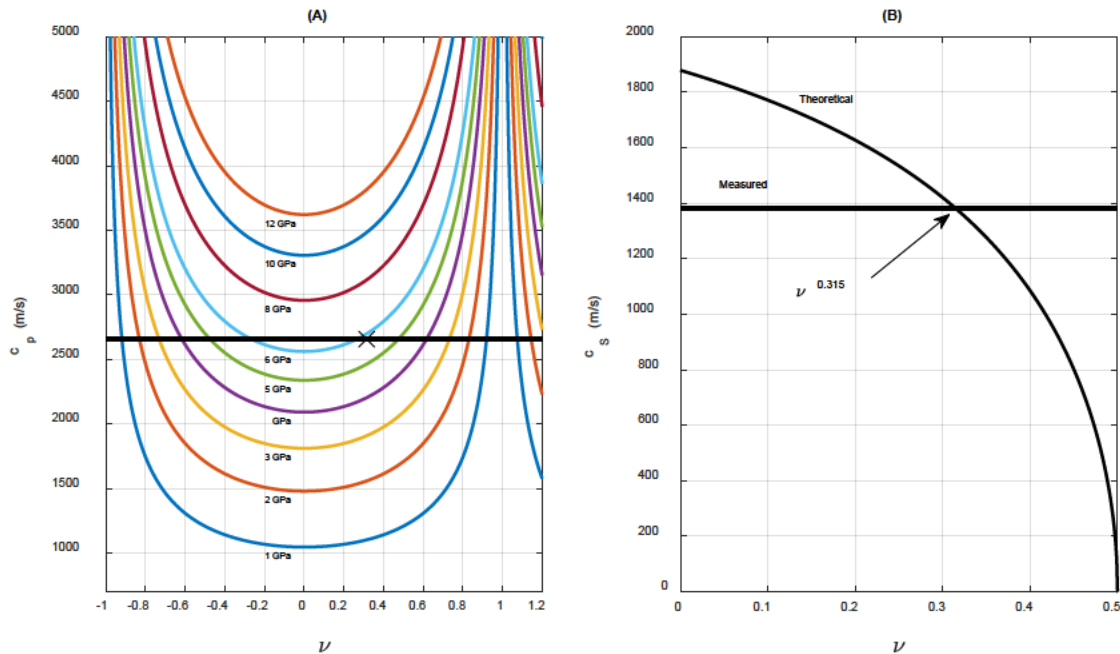 (A)
5000
4500
4000
3500
3000
2500
2000
1500
1000
c p (m/s)
12 GPa
10 GPa
8 GPa
6 GPa
5 GPa
GPa
3 GPa
2 GPa
1 GPa
-1 -0.8 -0.6 -0.4 -0.2 0 0.2 0.4 0.6 0.8 1 1.2
ν
(B)
2000
1800
1600
1400
1200
1000
800
600
400
200
0
c S (m/s)
Theoretical
Measured
ν 0.315
0 0.1 0.2 0.3 0.4 0.5
ν